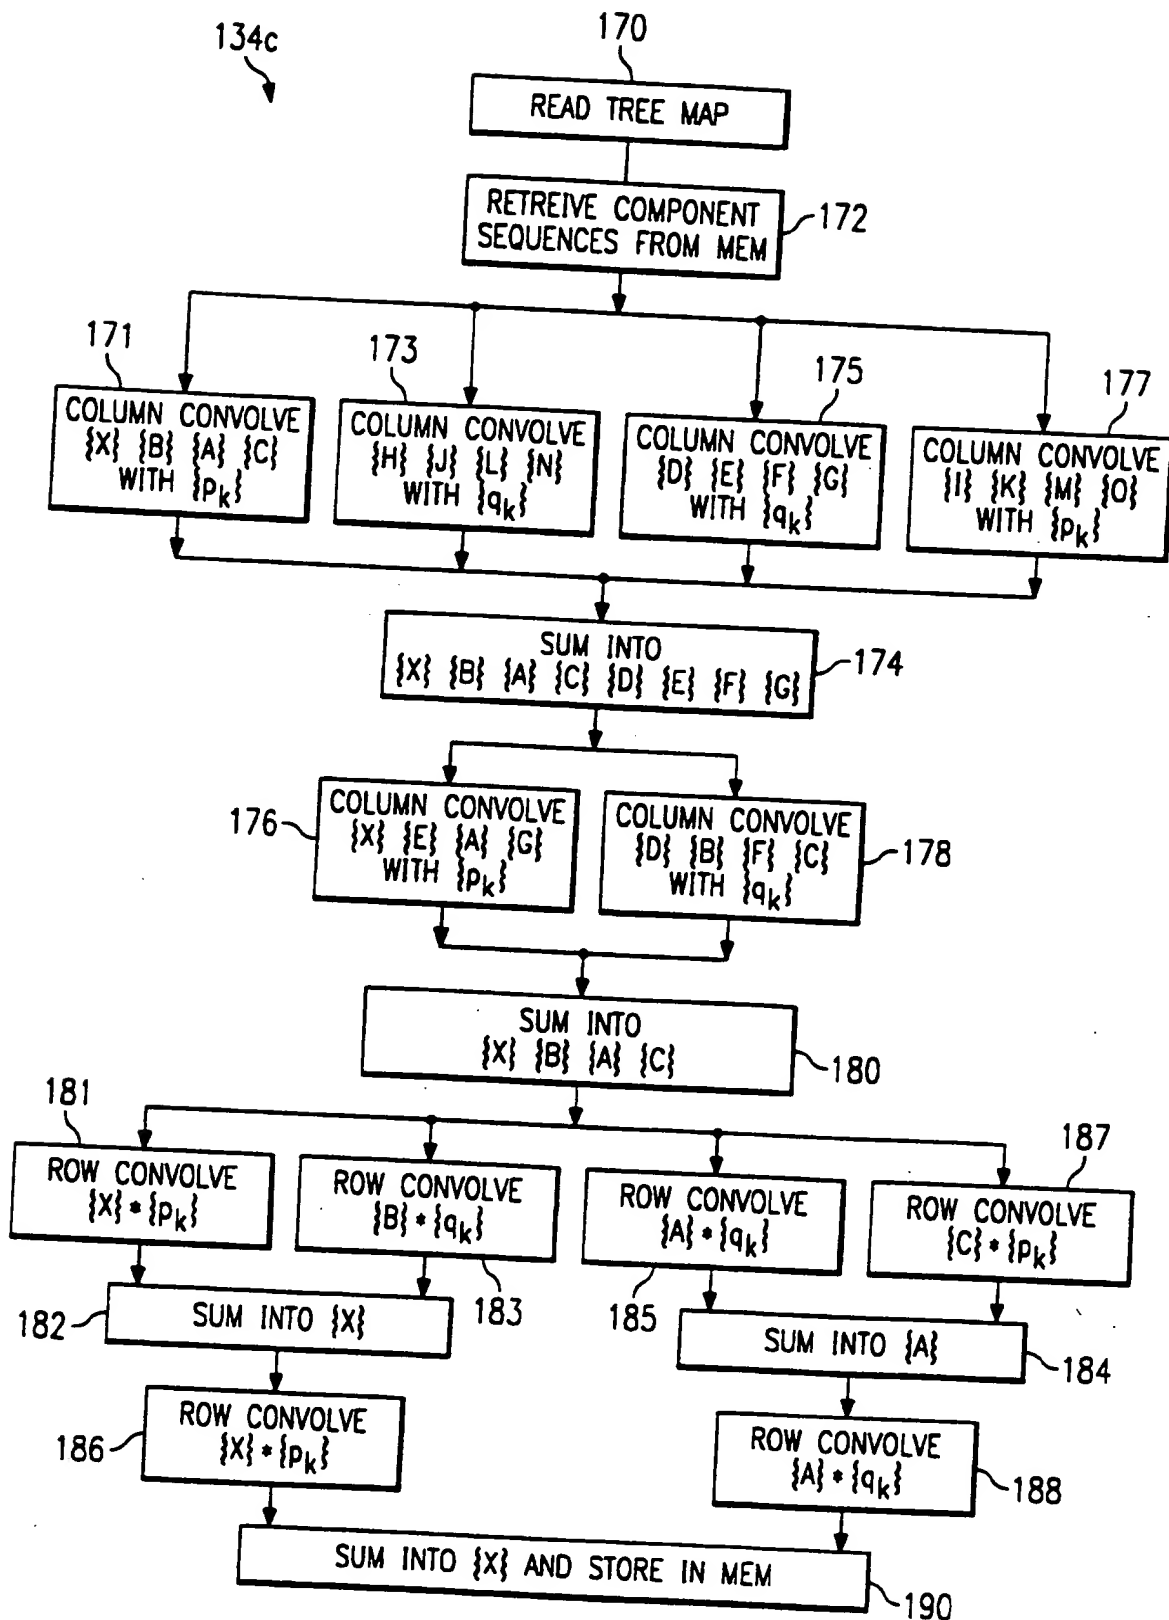 134c
170
READ TREE MAP
RETREIVE COMPONENT
SEQUENCES FROM MEM
172
171
COLUMN CONVOLVE
{X} {B} {A} {C}
WITH {pk}
173
COLUMN CONVOLVE
{H} {J} {L} {N}
WITH {qk}
175
COLUMN CONVOLVE
{D} {E} {F} {G}
WITH {qk}
177
COLUMN CONVOLVE
{I} {K} {M} {O}
WITH {pk}
SUM INTO
{X} {B} {A} {C} {D} {E} {F} {G}
174
176
COLUMN CONVOLVE
{X} {E} {A} {G}
WITH {pk}
COLUMN CONVOLVE
{D} {B} {F} {C}
WITH {qk}
178
SUM INTO
{X} {B} {A} {C}
180
181
ROW CONVOLVE
{X} * {pk}
ROW CONVOLVE
{B} * {qk}
183
ROW CONVOLVE
{A} * {qk}
185
187
ROW CONVOLVE
{C} * {pk}
182
SUM INTO {X}
SUM INTO {A}
184
186
ROW CONVOLVE
{X} * {pk}
ROW CONVOLVE
{A} * {qk}
188
SUM INTO {X} AND STORE IN MEM
190